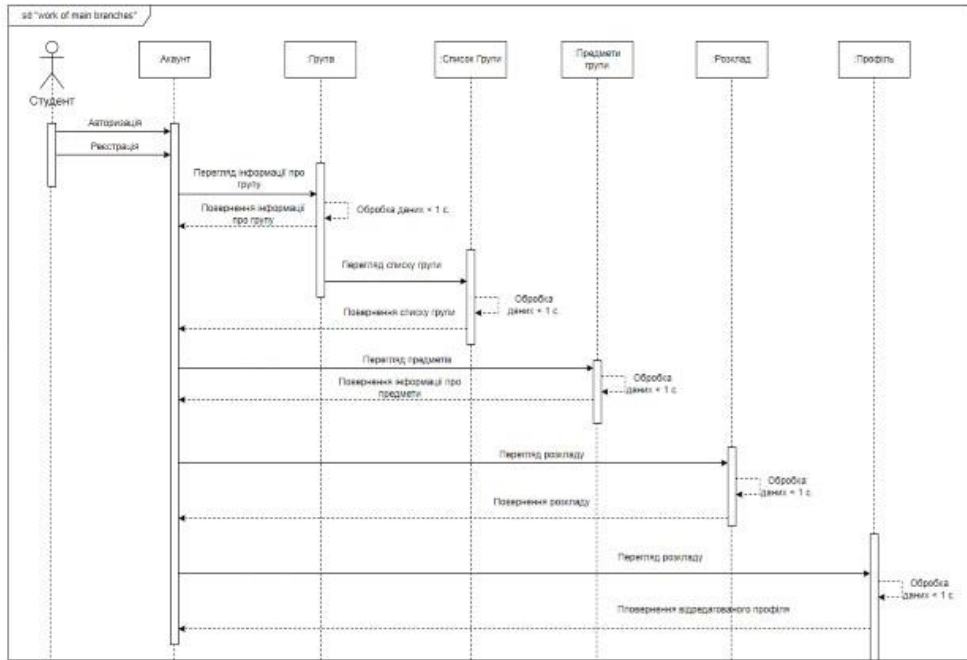 sd "work of main branches"
:Акаунт
:Група
:Список Групи
:Предмети
групи
:Розклад
:Профіль
Студент
Авторизація
Реєстрація
Перегляд інформації про
групу
Обробка даних < 1 с.
Повернення інформації
про групу
Перегляд списку групи
Обробка
даних < 1 с.
Повернення списку групи
Перегляд предметів
Обробка
даних < 1 с.
Повернення інформації про
предмети
Перегляд розкладу
Обробка
даних < 1 с.
Повернення розкладу
Перегляд розкладу
Обробка
даних < 1 с.
Пповернення відредагованого профіля